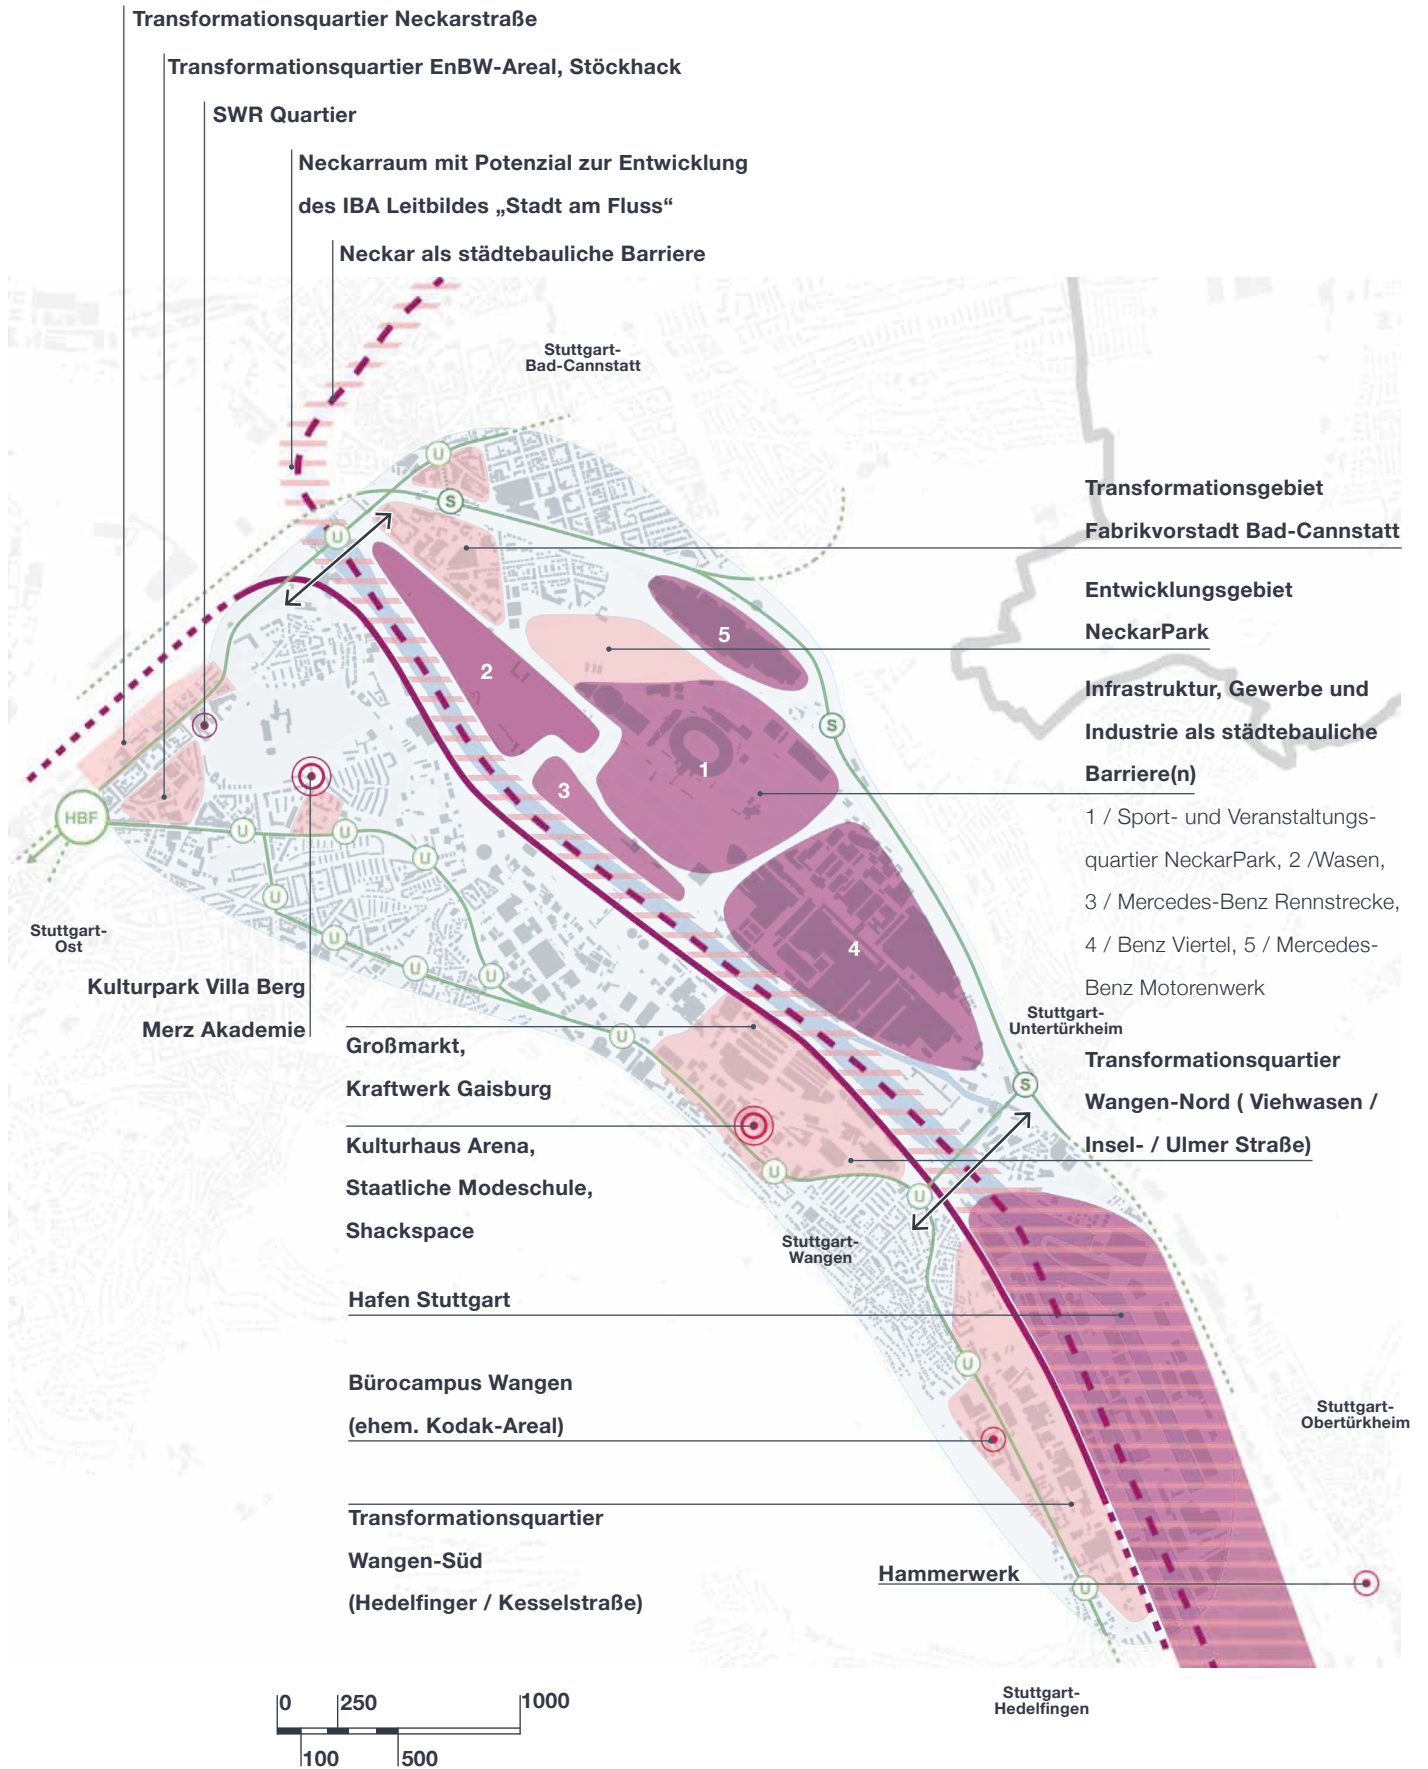 Transformationsquartier Neckarstraße
Transformationsquartier EnBW-Areal, Stöckhack
SWR Quartier
Neckarraum mit Potenzial zur Entwicklung
des IBA Leitbildes „Stadt am Fluss“
Neckar als städtebauliche Barriere
Stuttgart-
Bad-Cannstatt
U
S
U
Transformationsgebiet
Fabrikvorstadt Bad-Cannstatt
Entwicklungsgebiet
NeckarPark
5
2
Infrastruktur, Gewerbe und
Industrie als städtebauliche
Barriere(n)
1 / Sport- und Veranstaltungs-
quartier NeckarPark, 2 /Wasen,
3 / Mercedes-Benz Rennstrecke,
4 / Benz Viertel, 5 / Mercedes-
Benz Motorenwerk
S
1
3
HBF
U
U
U
U
U
U
U
4
Stuttgart-
Ost
Kulturpark Villa Berg
Merz Akademie
Stuttgart-
Untertürkheim
U
S
Großmarkt,
Kraftwerk Gaisburg
Transformationsquartier
Wangen-Nord ( Viehwasen /
Insel- / Ulmer Straße)
Kulturhaus Arena,
Staatliche Modeschule,
Shackspace
U
U
Stuttgart-
Wangen
Hafen Stuttgart
U
Bürocampus Wangen
(ehem. Kodak-Areal)
Stuttgart-
Obertürkheim
Transformationsquartier
Wangen-Süd
(Hedelfinger / Kesselstraße)
Hammerwerk
U
Stuttgart-
Hedelfingen
0
250
1000
100
500